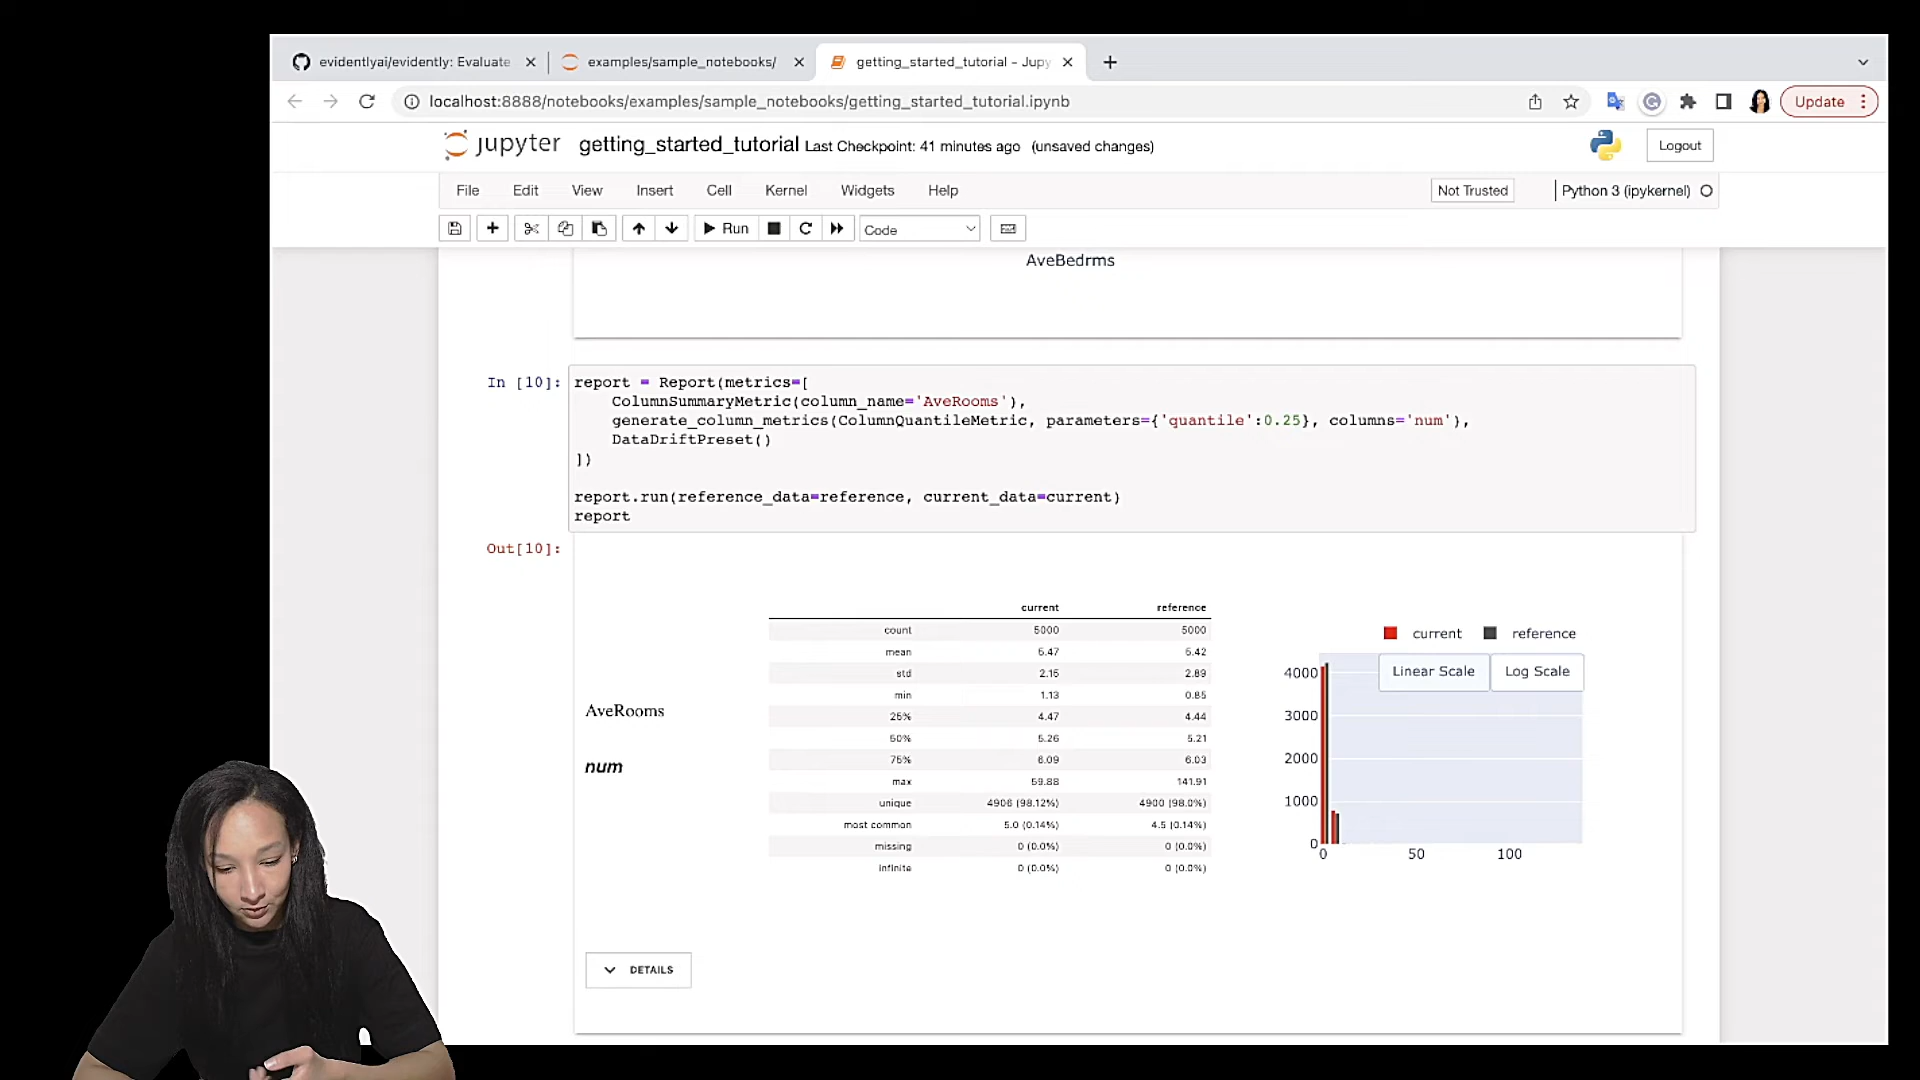 evidentlyai/evidently: Evaluate
examples/sample_notebooks/
getting_started_tutorial - Jupy
localhost:8888/notebooks/examples/sample_notebooks/getting_started_tutorial.ipynb
Update
jupyter getting_started_tutorial Last Checkpoint: 41 minutes ago (unsaved changes)
Logout
File Edit View Insert Cell Kernel Widgets Help
Not Trusted
Python 3 (ipykernel)
Run
Code
AveBedrms
In [10]:
report = Report(metrics=[
ColumnSummaryMetric(column_name='AveRooms'),
generate_column_metrics(ColumnQuantileMetric, parameters={'quantile':0.25}, columns='num'),
DataDriftPreset()
])
report.run(reference_data=reference, current_data=current)
report
Out[10]:
AveRooms
num
current reference
count 5000 5000
mean 5.47 5.42
std 2.15 2.89
min 1.13 0.85
25% 4.47 4.44
50% 5.26 5.21
75% 6.09 6.03
max 59.88 141.91
unique 4906 (98.12%) 4900 (98.0%)
most common 5.0 (0.14%) 4.5 (0.14%)
missing 0 (0.0%) 0 (0.0%)
infinite 0 (0.0%) 0 (0.0%)
current reference
Linear Scale Log Scale
4000
3000
2000
1000
0
0 50 100
DETAILS